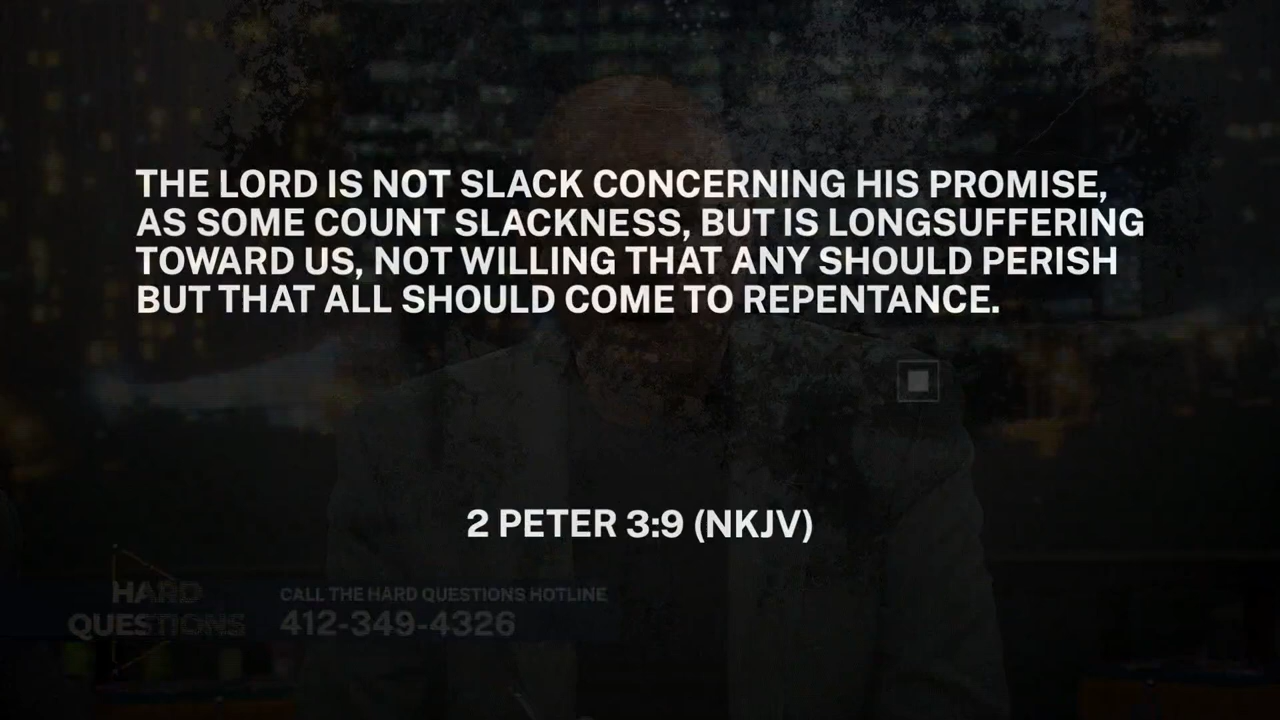 THE LORD IS NOT SLACK CONCERNING HIS PROMISE,
AS SOME COUNT SLACKNESS, BUT IS LONGSUFFERING
TOWARD US, NOT WILLING THAT ANY SHOULD PERISH
BUT THAT ALL SHOULD COME TO REPENTANCE.
2 PETER 3:9 (NKJV)
HARD
QUESTIONS
CALL THE HARD QUESTIONS HOTLINE
412-349-4326